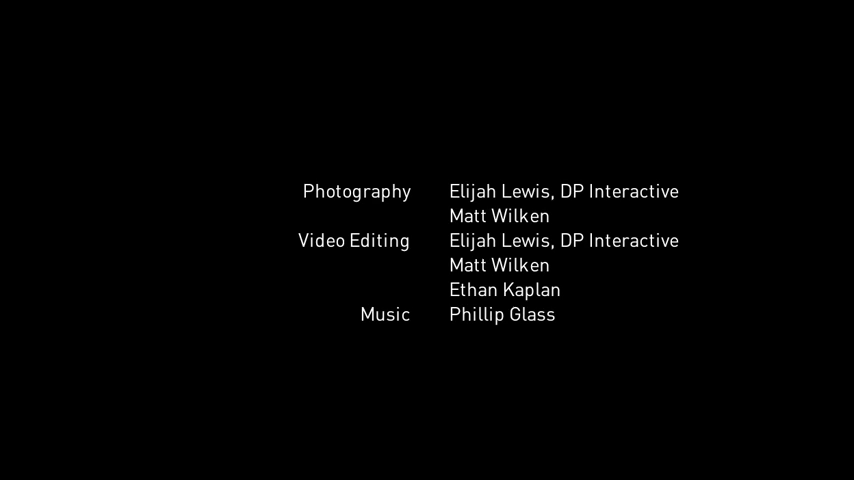 Photography Elijah Lewis, DP Interactive
Matt Wilken
Video Editing Elijah Lewis, DP Interactive
Matt Wilken
Ethan Kaplan
Music Phillip Glass